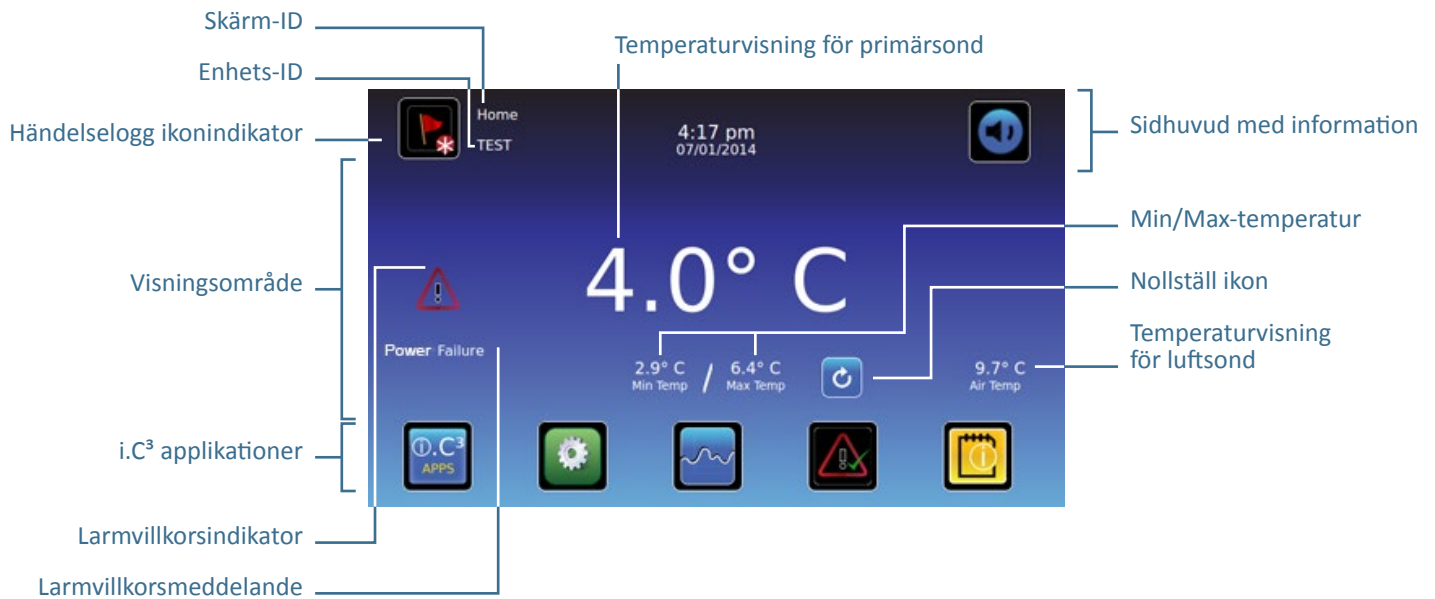 Skärm-ID
Temperaturvisning för primärsond
Enhets-ID
Händelselogg ikonindikator
Home
TEST
4:17 pm
07/01/2014
Sidhuvud med information
Min/Max-temperatur
Visningsområde
4.0° C
Nollställ ikon
Temperaturvisning
för luftsond
Power Failure
2.9° C / 6.4° C
Min Temp Max Temp
9.7° C
Air Temp
i.C³ applikationer
i.C³
APPS
Larmvillkorsindikator
Larmvillkorsmeddelande